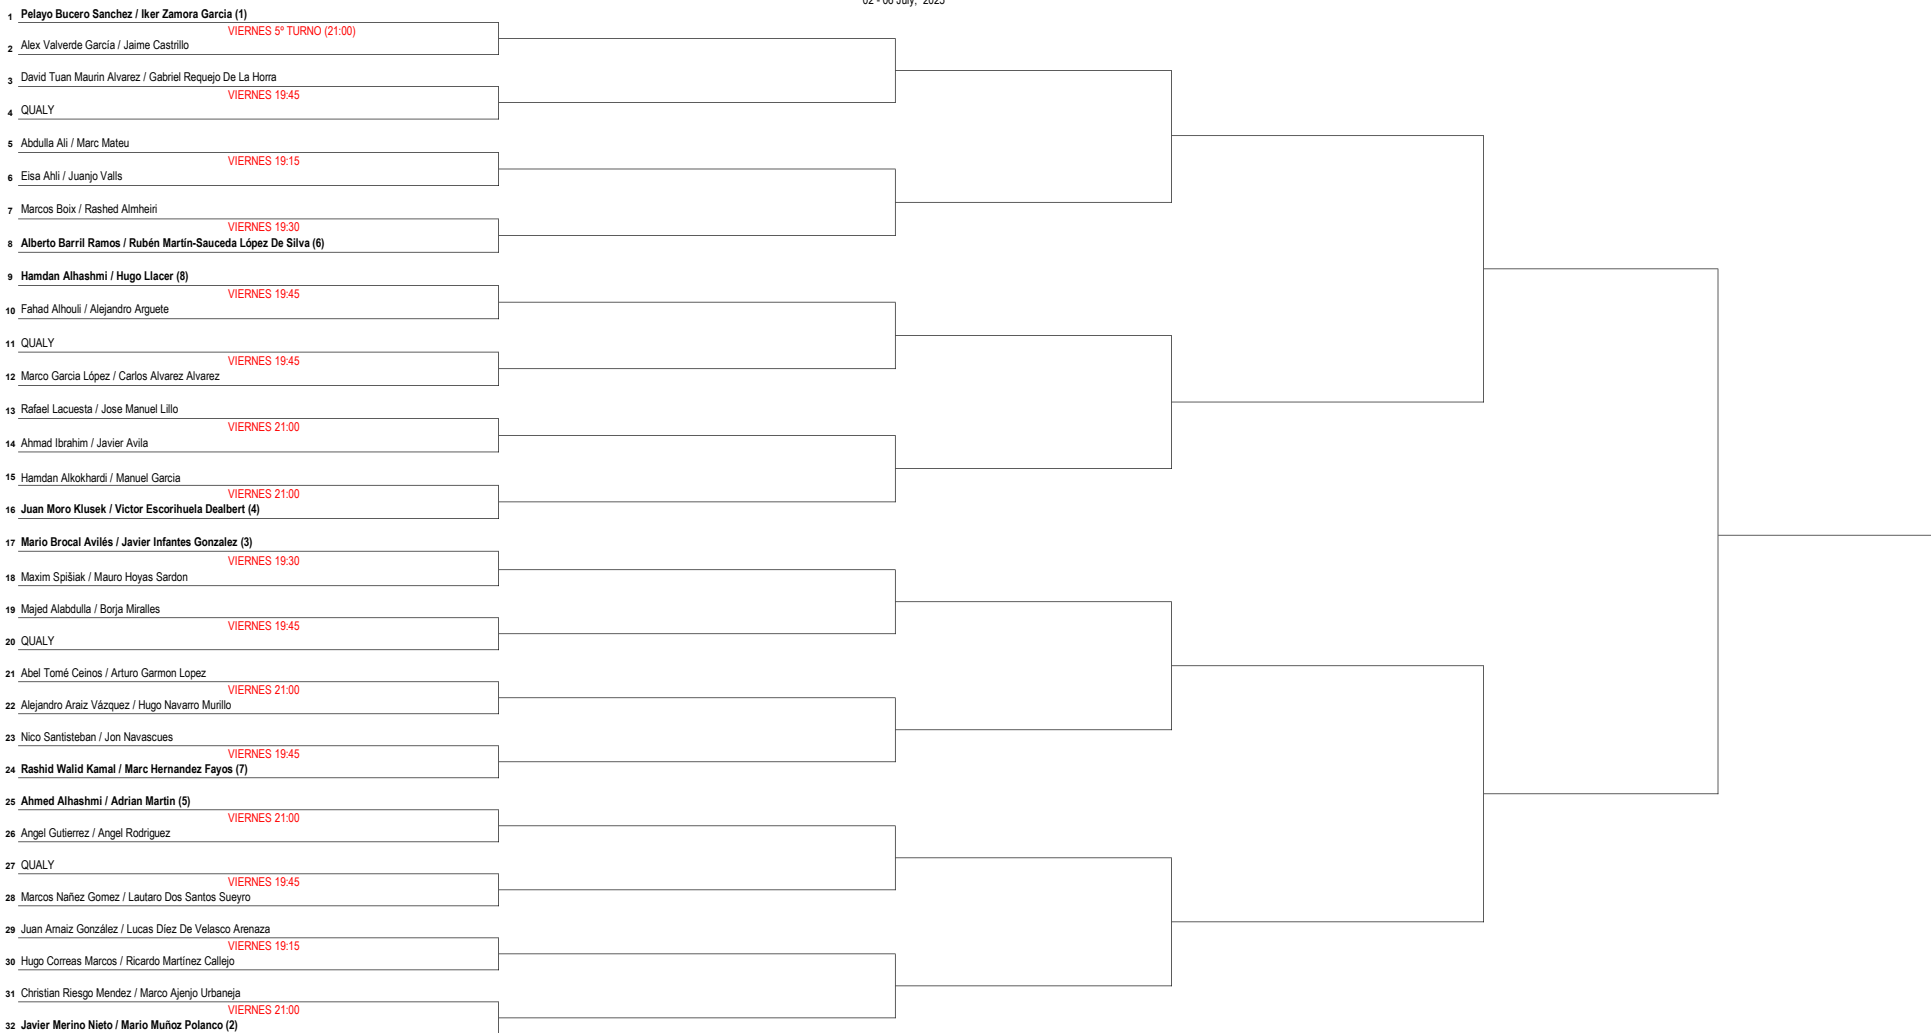 02 - 06 July, 2025
1 Pelayo Bucero Sanchez / Iker Zamora Garcia (1)
VIERNES 5º TURNO (21:00)
2 Alex Valverde García / Jaime Castrillo
3 David Tuan Maurin Alvarez / Gabriel Requejo De La Horra
VIERNES 19:45
4 QUALY
5 Abdulla Ali / Marc Mateu
VIERNES 19:15
6 Eisa Ahli / Juanjo Valls
7 Marcos Boix / Rashed Almheiri
VIERNES 19:30
8 Alberto Barril Ramos / Rubén Martín-Sauceda López De Silva (6)
9 Hamdan Alhashmi / Hugo Llacer (8)
VIERNES 19:45
10 Fahad Alhouli / Alejandro Arguete
11 QUALY
VIERNES 19:45
12 Marco Garcia López / Carlos Alvarez Alvarez
13 Rafael Lacuesta / Jose Manuel Lillo
VIERNES 21:00
14 Ahmad Ibrahim / Javier Avila
15 Hamdan Alkokhardi / Manuel Garcia
VIERNES 21:00
16 Juan Moro Klusek / Victor Escorihuela Dealbert (4)
17 Mario Brocal Avilés / Javier Infantes Gonzalez (3)
VIERNES 19:30
18 Maxim Spišiak / Mauro Hoyas Sardon
19 Majed Alabdulla / Borja Miralles
VIERNES 19:45
20 QUALY
21 Abel Tomé Ceinos / Arturo Garmon Lopez
VIERNES 21:00
22 Alejandro Araiz Vázquez / Hugo Navarro Murillo
23 Nico Santisteban / Jon Navascues
VIERNES 19:45
24 Rashid Walid Kamal / Marc Hernandez Fayos (7)
25 Ahmed Alhashmi / Adrian Martin (5)
VIERNES 21:00
26 Angel Gutierrez / Angel Rodriguez
27 QUALY
VIERNES 19:45
28 Marcos Nañez Gomez / Lautaro Dos Santos Sueyro
29 Juan Arnaiz González / Lucas Díez De Velasco Arenaza
VIERNES 19:15
30 Hugo Correas Marcos / Ricardo Martínez Callejo
31 Christian Riesgo Mendez / Marco Ajenjo Urbaneja
VIERNES 21:00
32 Javier Merino Nieto / Mario Muñoz Polanco (2)